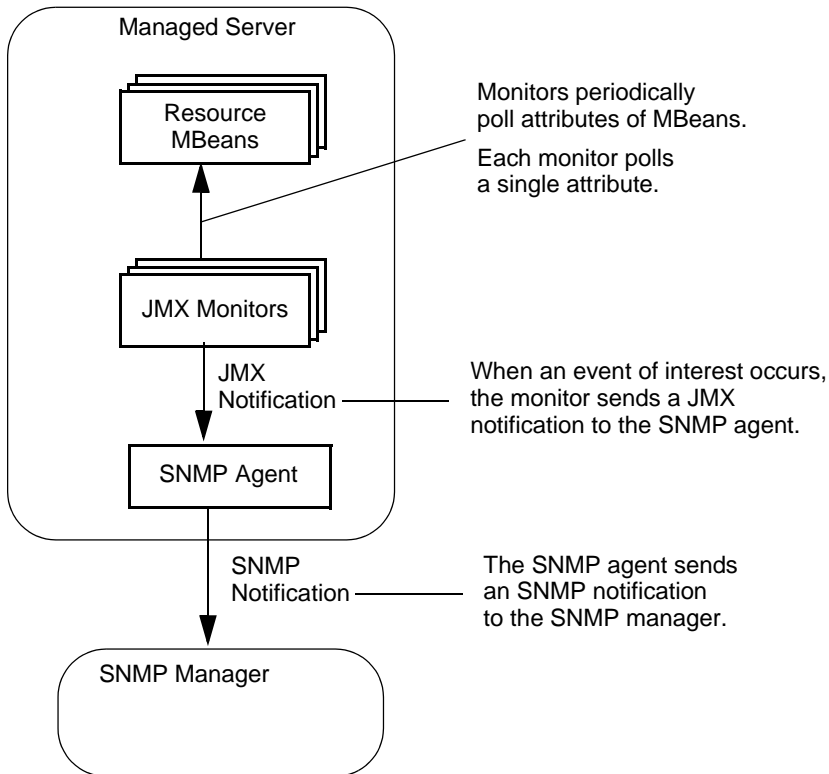 Managed Server
Resource
MBeans
Monitors periodically
poll attributes of MBeans.
Each monitor polls
a single attribute.
JMX Monitors
JMX
Notification
When an event of interest occurs,
the monitor sends a JMX
notification to the SNMP agent.
SNMP Agent
SNMP
Notification
The SNMP agent sends
an SNMP notification
to the SNMP manager.
SNMP Manager